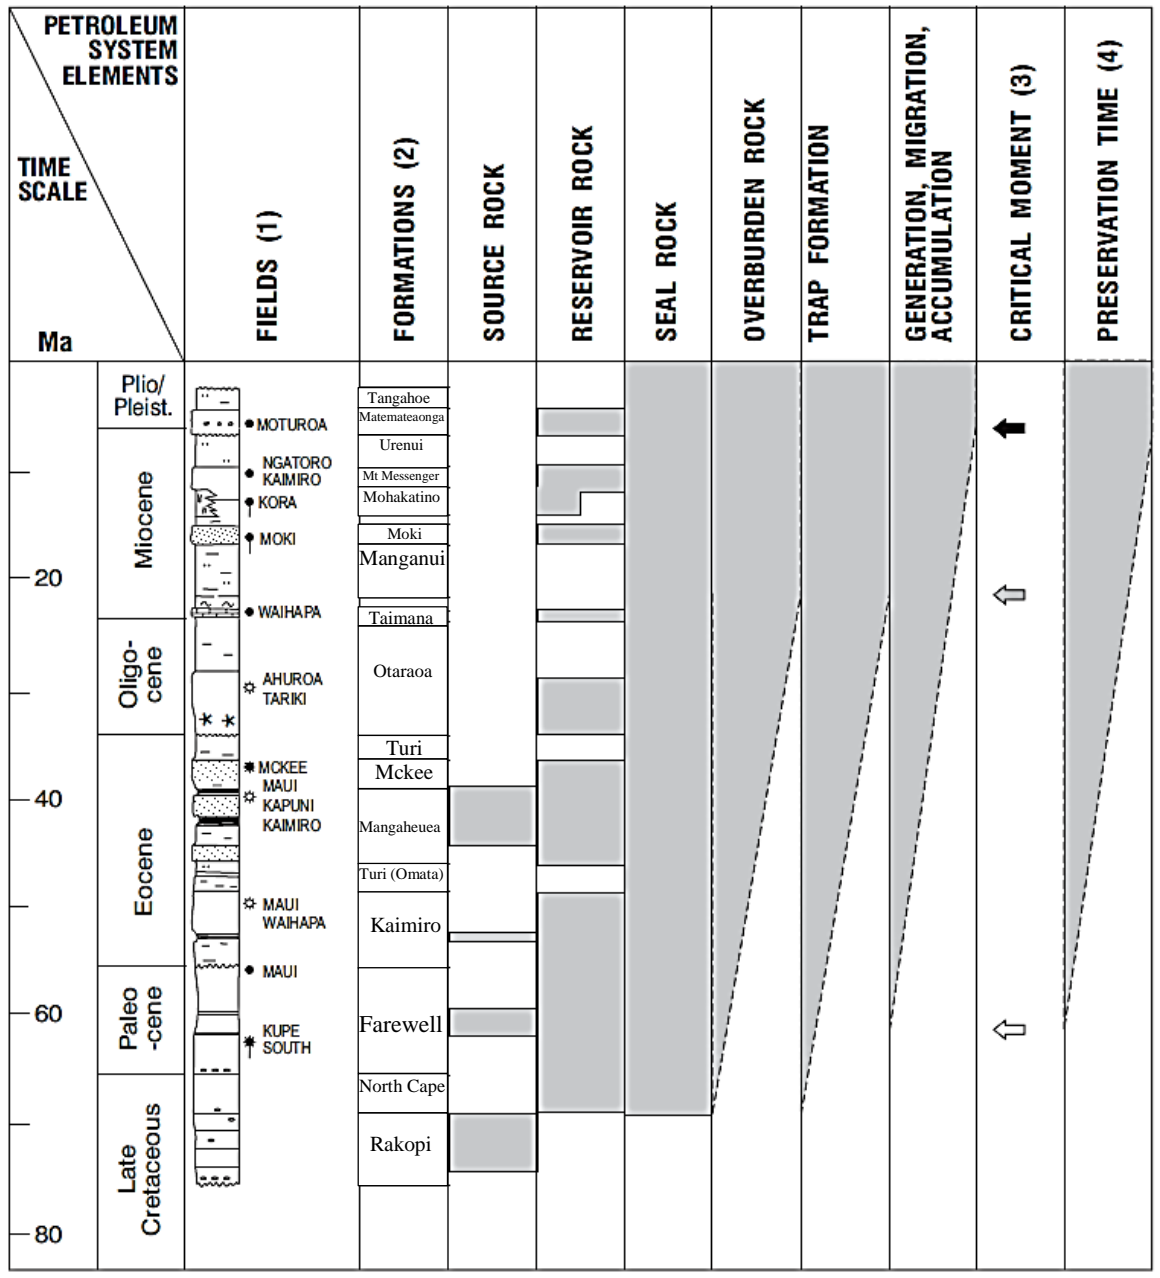 PETROLEUM
SYSTEM
ELEMENTS
TIME
SCALE
Ma
FIELDS (1)
FORMATIONS (2)
SOURCE ROCK
RESERVOIR ROCK
SEAL ROCK
OVERBURDEN ROCK
TRAP FORMATION
GENERATION, MIGRATION,
ACCUMULATION
CRITICAL MOMENT (3)
PRESERVATION TIME (4)
20
40
60
80
Plio/
Pleist.
Miocene
Oligo-
cene
Eocene
Paleo
-cene
Late
Cretaceous
MOTUROA
NGATORO
KAIMIRO
KORA
MOKI
WAIHAPA
AHUROA
TARIKI
MCKEE
MAUI
KAPUNI
KAIMIRO
MAUI
WAIHAPA
MAUI
KUPE
SOUTH
Tangahoe
Matemateaonga
Urenui
Mt Messenger
Mohakatino
Moki
Manganui
Taimana
Otaraoa
Turi
Mckee
Mangaheuea
Turi (Omata)
Kaimiro
Farewell
North Cape
Rakopi